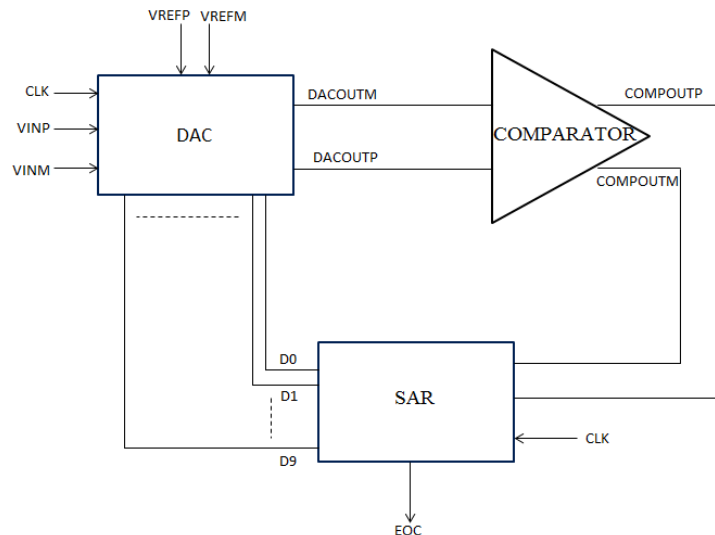 VREFP
VREFM
CLK
DACOUTM
COMPOUTP
VINP
DAC
COMPARATOR
DACOUTP
VINM
COMPOUTM
D0
D1
SAR
CLK
D9
EOC